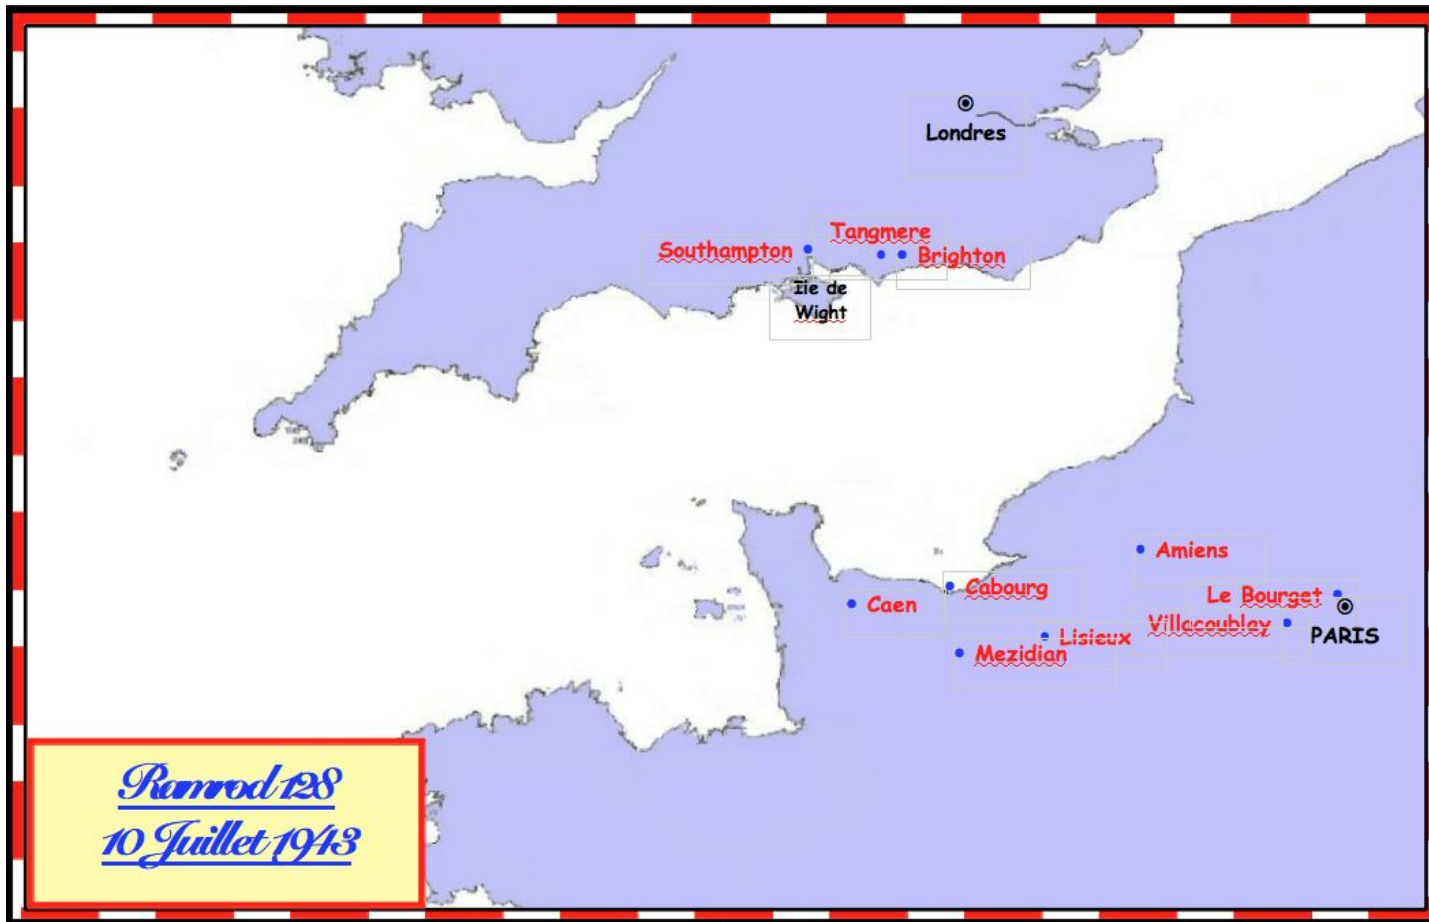 Londres
Tangmere
Southampton
Brighton
Iie de
Wight
Amiens
Cabourg
Le Bourget
Caen
Villacoublay
PARIS
Lisieux
Mezidian
Ramrod 128
10 Juillet 1943